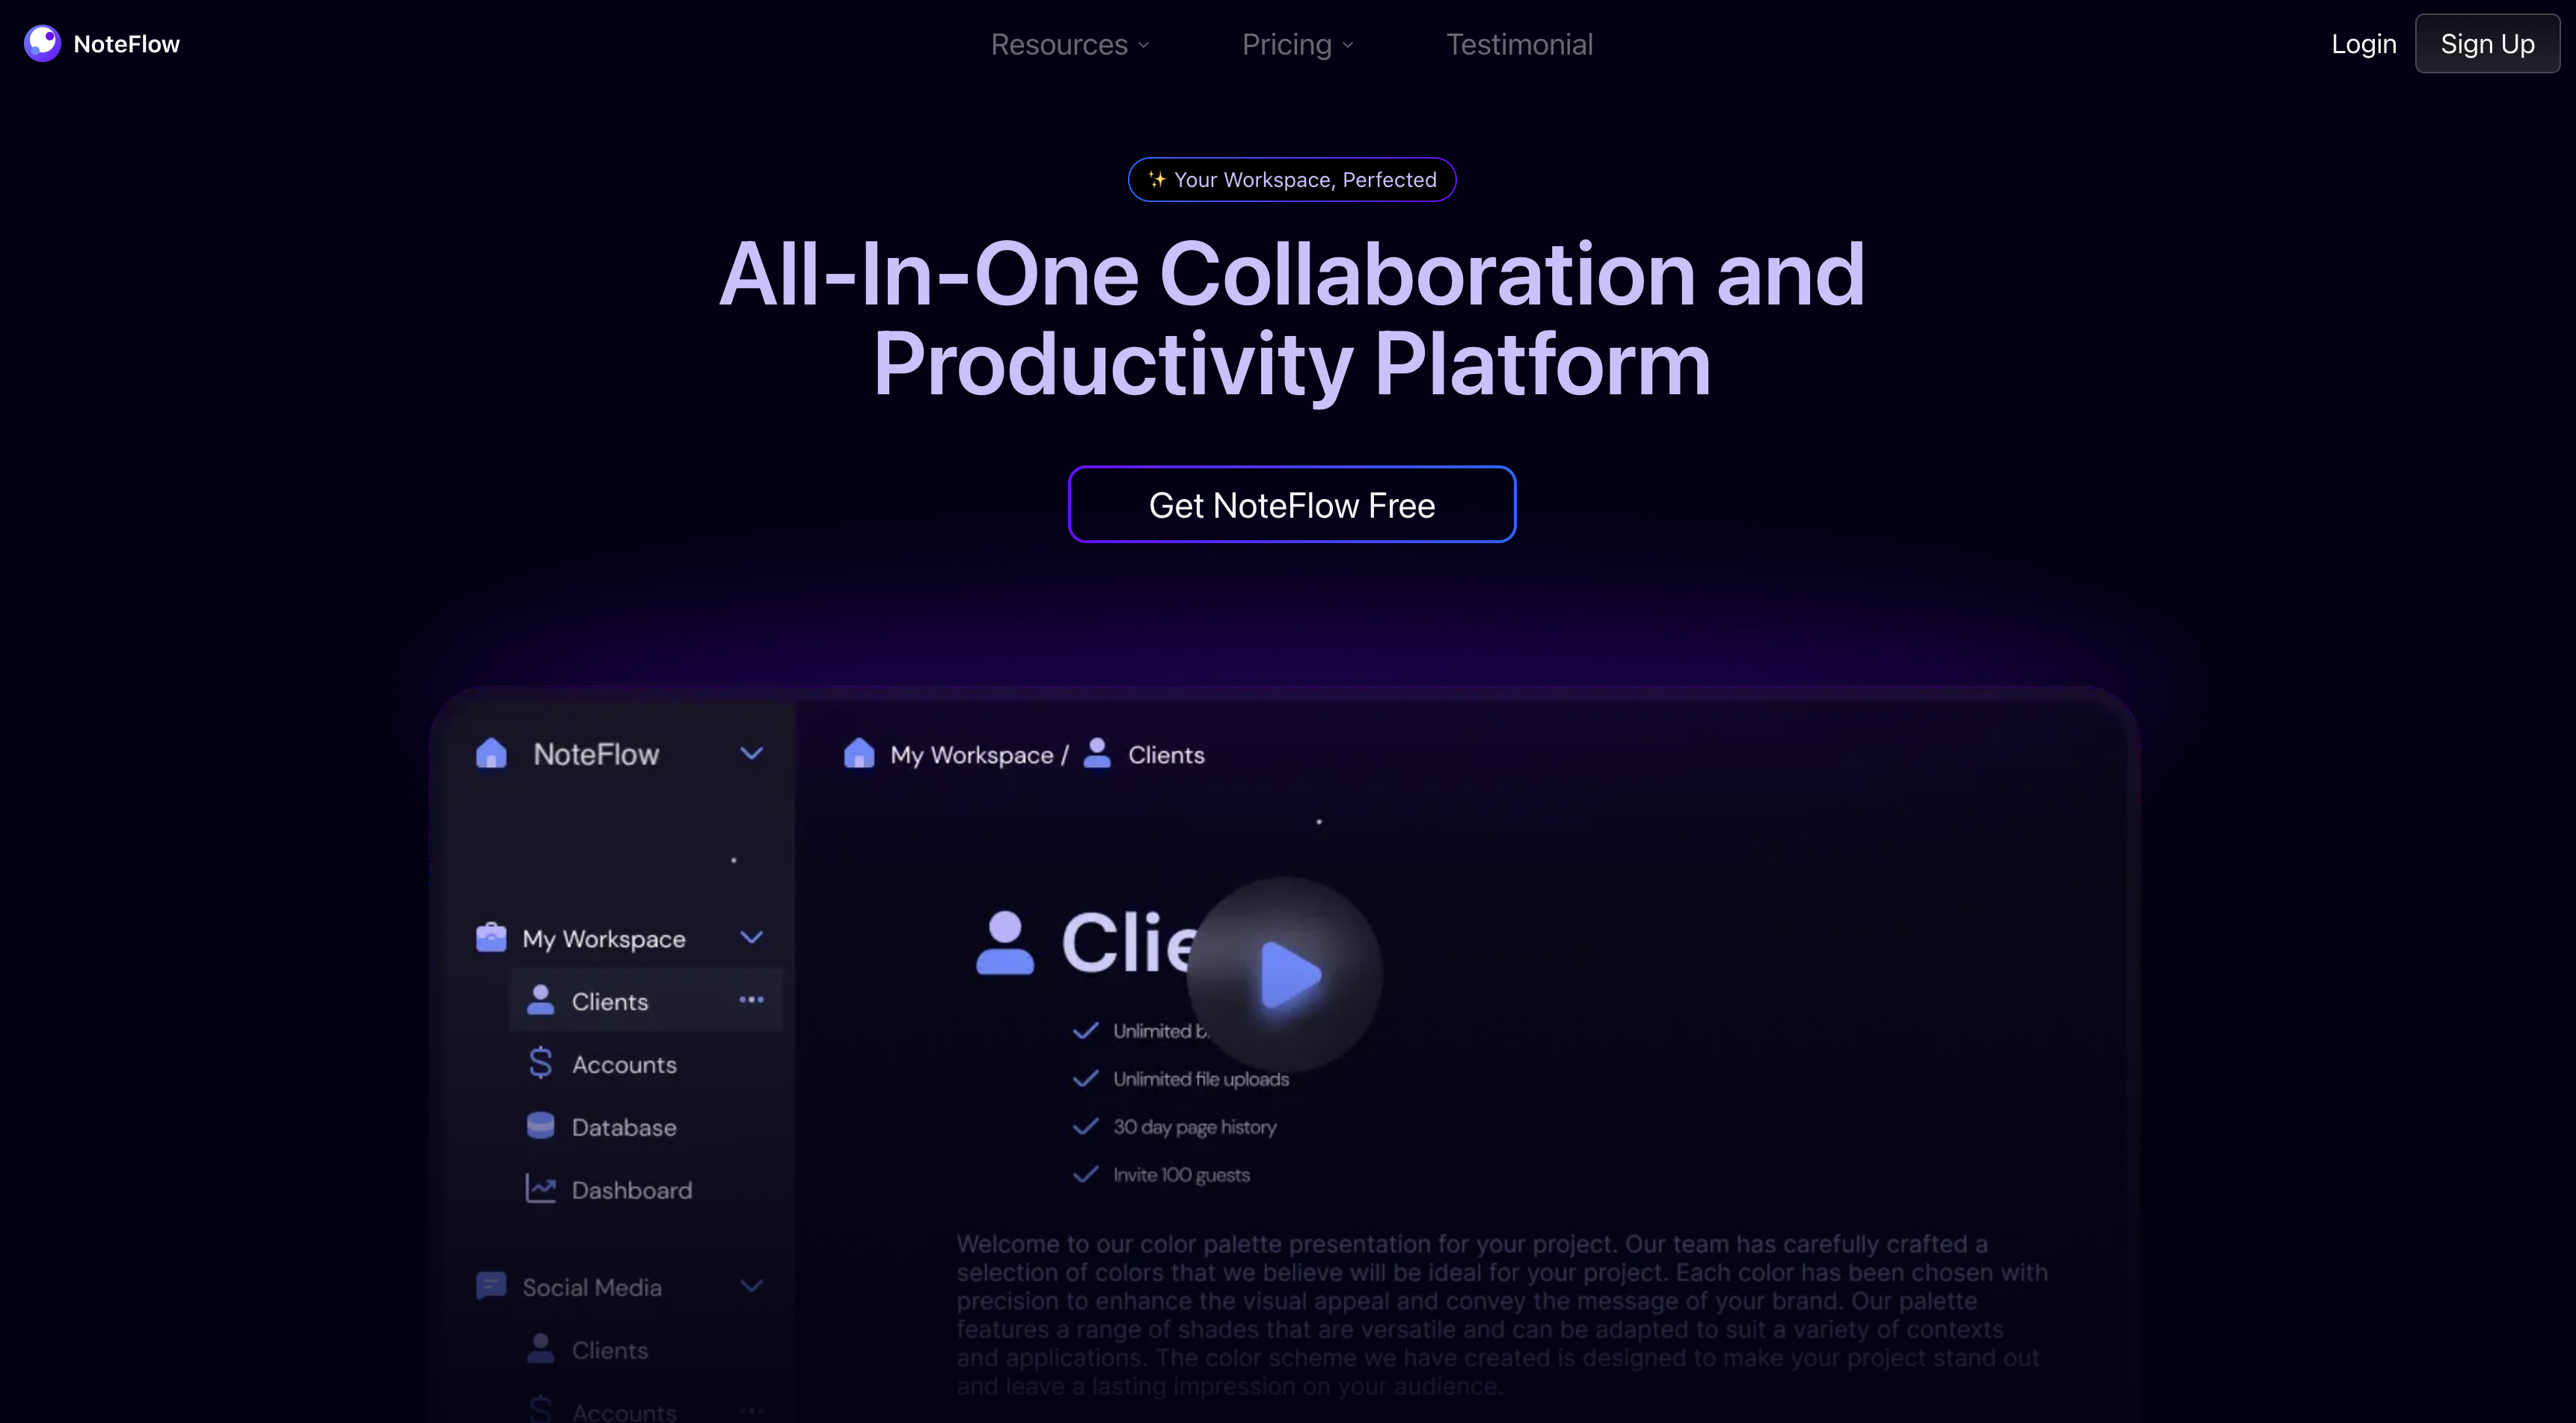 NoteFlow
Resources
Pricing
Testimonial
Login
Sign Up
✨ Your Workspace, Perfected
All-In-One Collaboration and
Productivity Platform
Get NoteFlow Free
NoteFlow
My Workspace
Clients
Accounts
Database
Dashboard
Social Media
Clients
Accounts
My Workspace / Clients
Unlimited
Unlimited file uploads
30 day page history
Invite 100 guests
Welcome to our color palette presentation for your project. Our team has carefully crafted a
selection of colors that we believe will be ideal for your project. Each color has been chosen with
precision to enhance the visual appeal and convey the message of your brand. Our palette
features a range of shades that are versatile and can be adapted to suit a variety of contexts
and applications. The color scheme we have created is designed to make your project stand out
and leave a lasting impression on your audience.